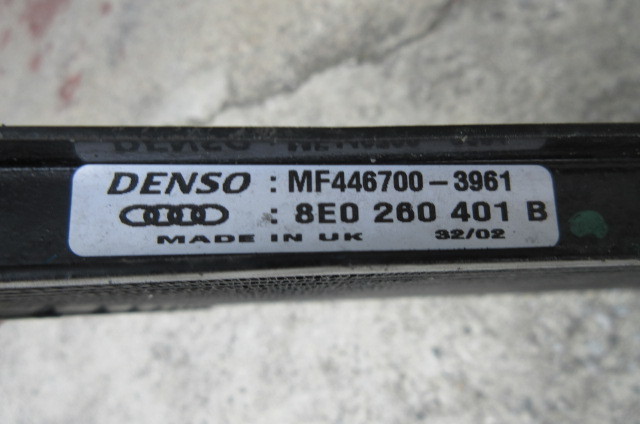 DENSO : MF446700-3961
: 8E0 260 401 B
MADE IN UK 32/02